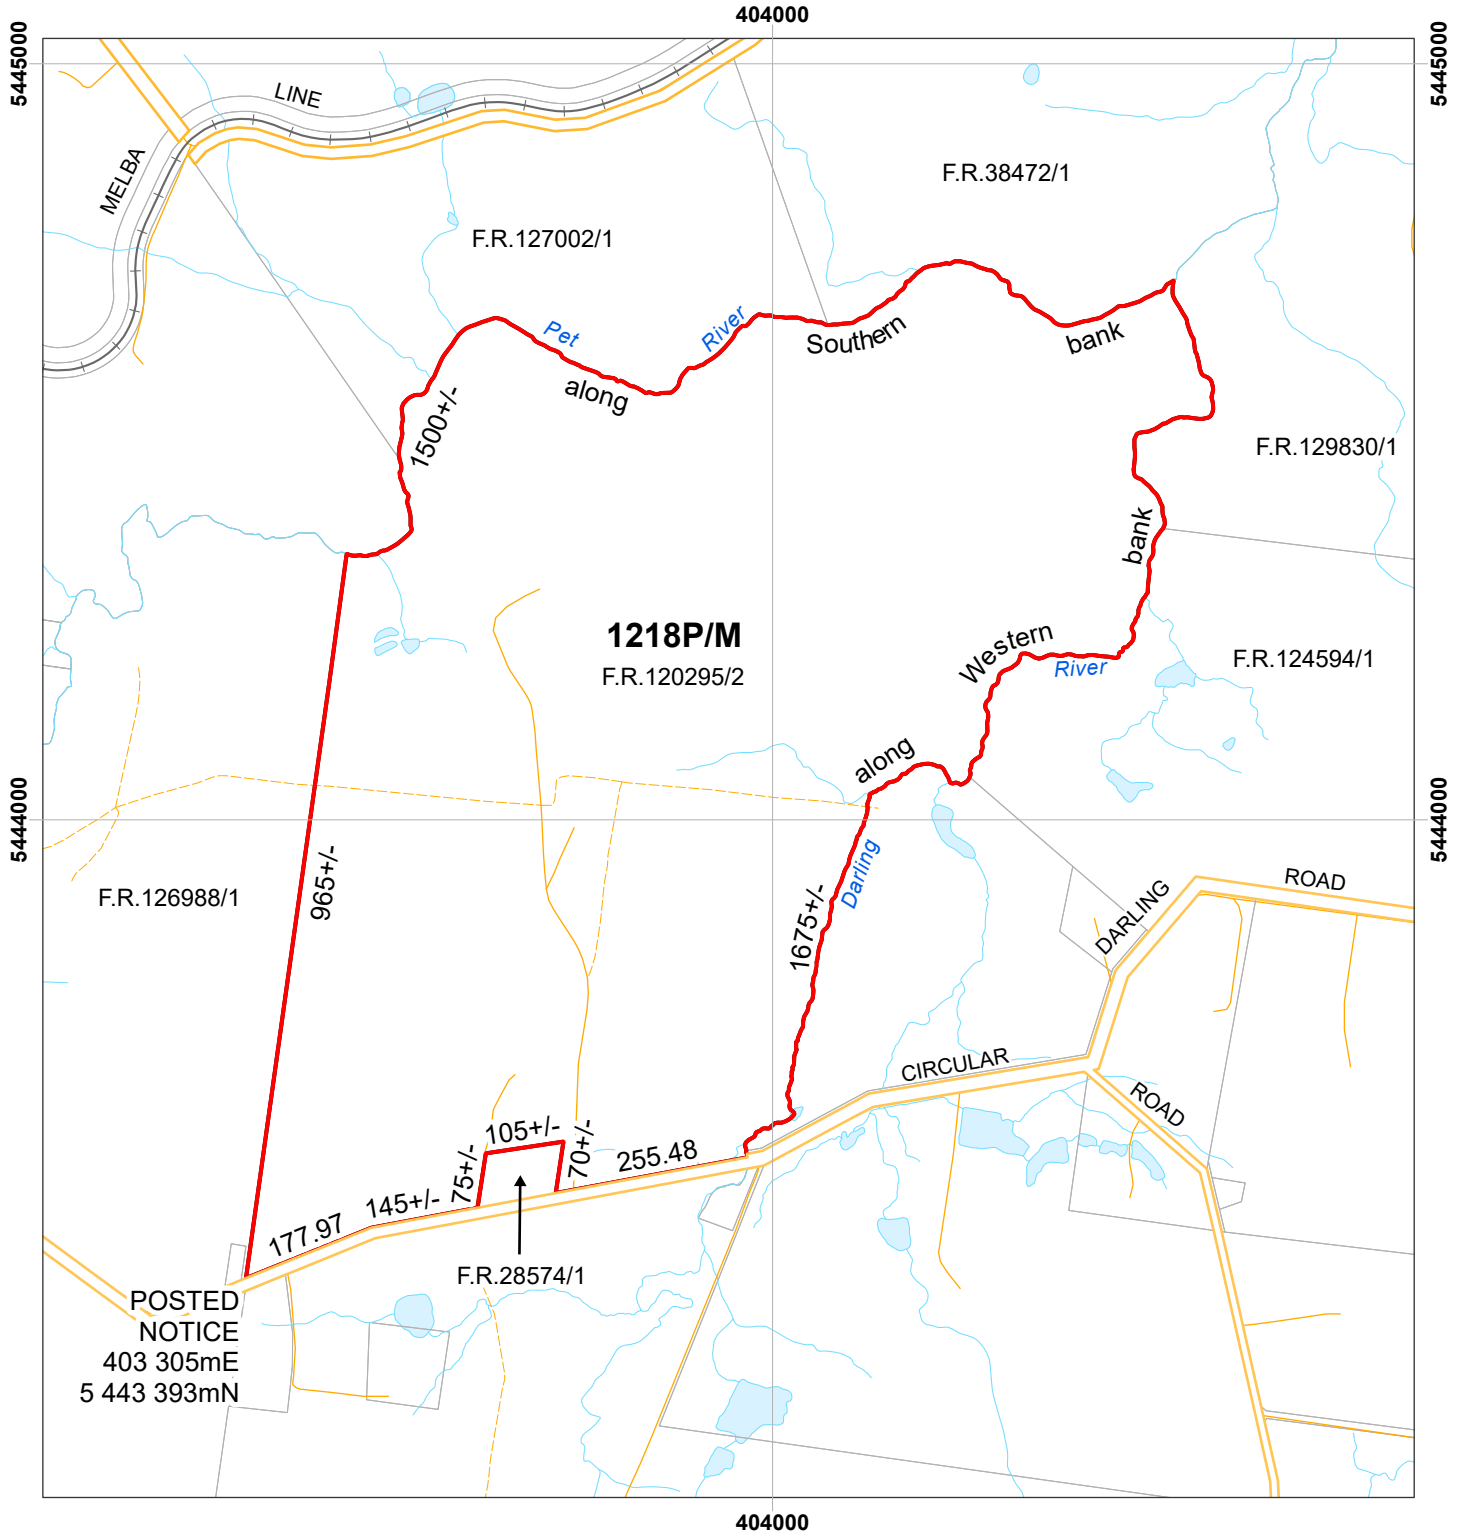 404000
5445000
5445000
LINE
MELBA
F.R.38472/1
F.R.127002/1
Pet
River
Southern
bank
along
1500+/-
F.R.129830/1
bank
1218P/M
F.R.120295/2
Western
River
F.R.124594/1
along
5444000
5444000
Darling
965+/-
F.R.126988/1
1675+/-
DARLING
ROAD
CIRCULAR
ROAD
105+/-
75+/-
70+/-
255.48
145+/-
177.97
F.R.28574/1
POSTED
NOTICE
403 305mE
5 443 393mN
404000